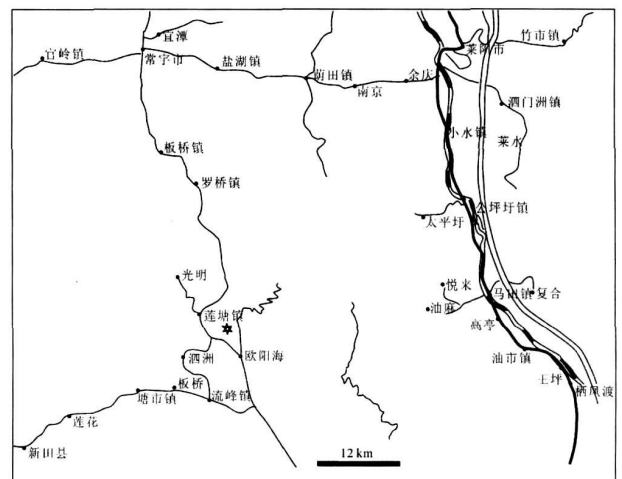 宜潭
莱阳市
竹市镇
官岭镇
常宁市
盐湖镇
荫田镇
南京
余庆
泗门洲镇
小水镇
莱水
板桥镇
罗桥镇
公坪圩镇
太平圩
光明
悦来
马田镇
复合
油麻
莲塘镇
高亭
泗洲
欧阳海
油市镇
板桥
王坪
塘市镇
流峰镇
栖凤渡
莲花
新田县
12 km